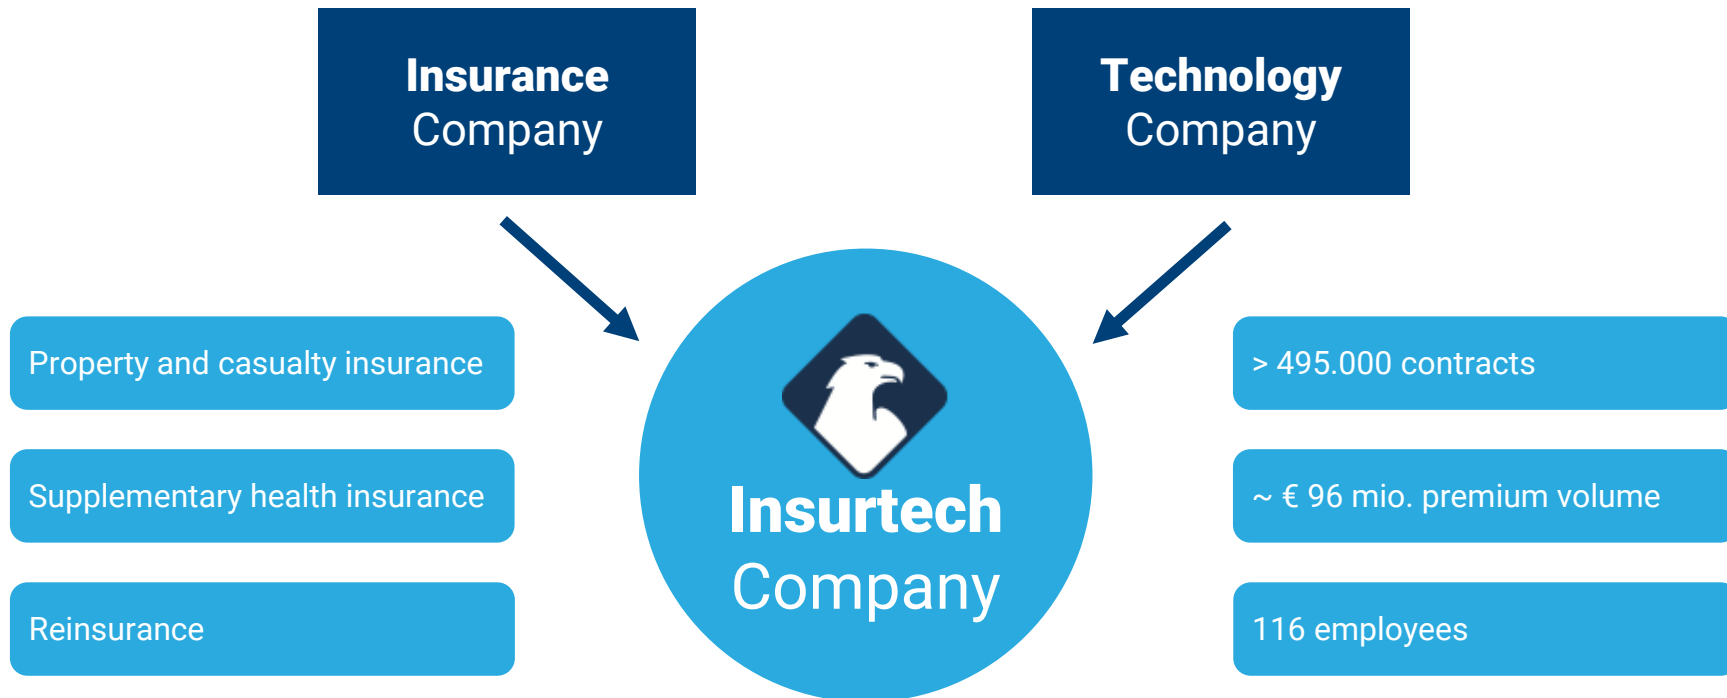 Insurance
Company
Technology
Company
Property and casualty insurance
Supplementary health insurance
Reinsurance
Insurtech
Company
> 495.000 contracts
~ € 96 mio. premium volume
116 employees